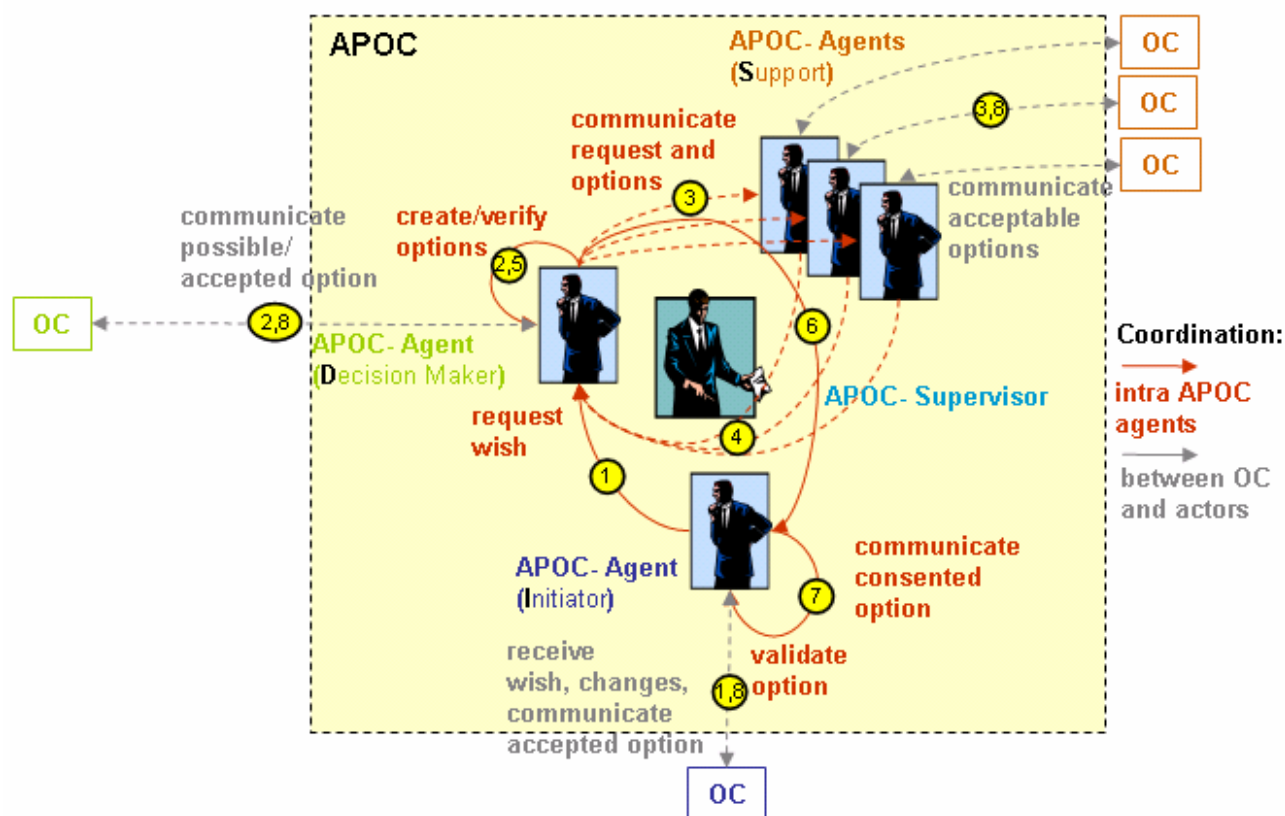 APOC
APOC- Agents
(Support)
OC
OC
OC
3,8
communicate
request and
options
3
communicate
acceptable
options
communicate
possible/
accepted option
create/verify
options
2,5
OC
2,8
6
APOC- Agent
(Decision Maker)
APOC- Supervisor
request
wish
4
1
Coordination:
intra APOC
agents
between OC
and actors
APOC- Agent
(Initiator)
communicate
consented
option
7
receive
wish, changes,
communicate
accepted option
1,8
validate
option
OC